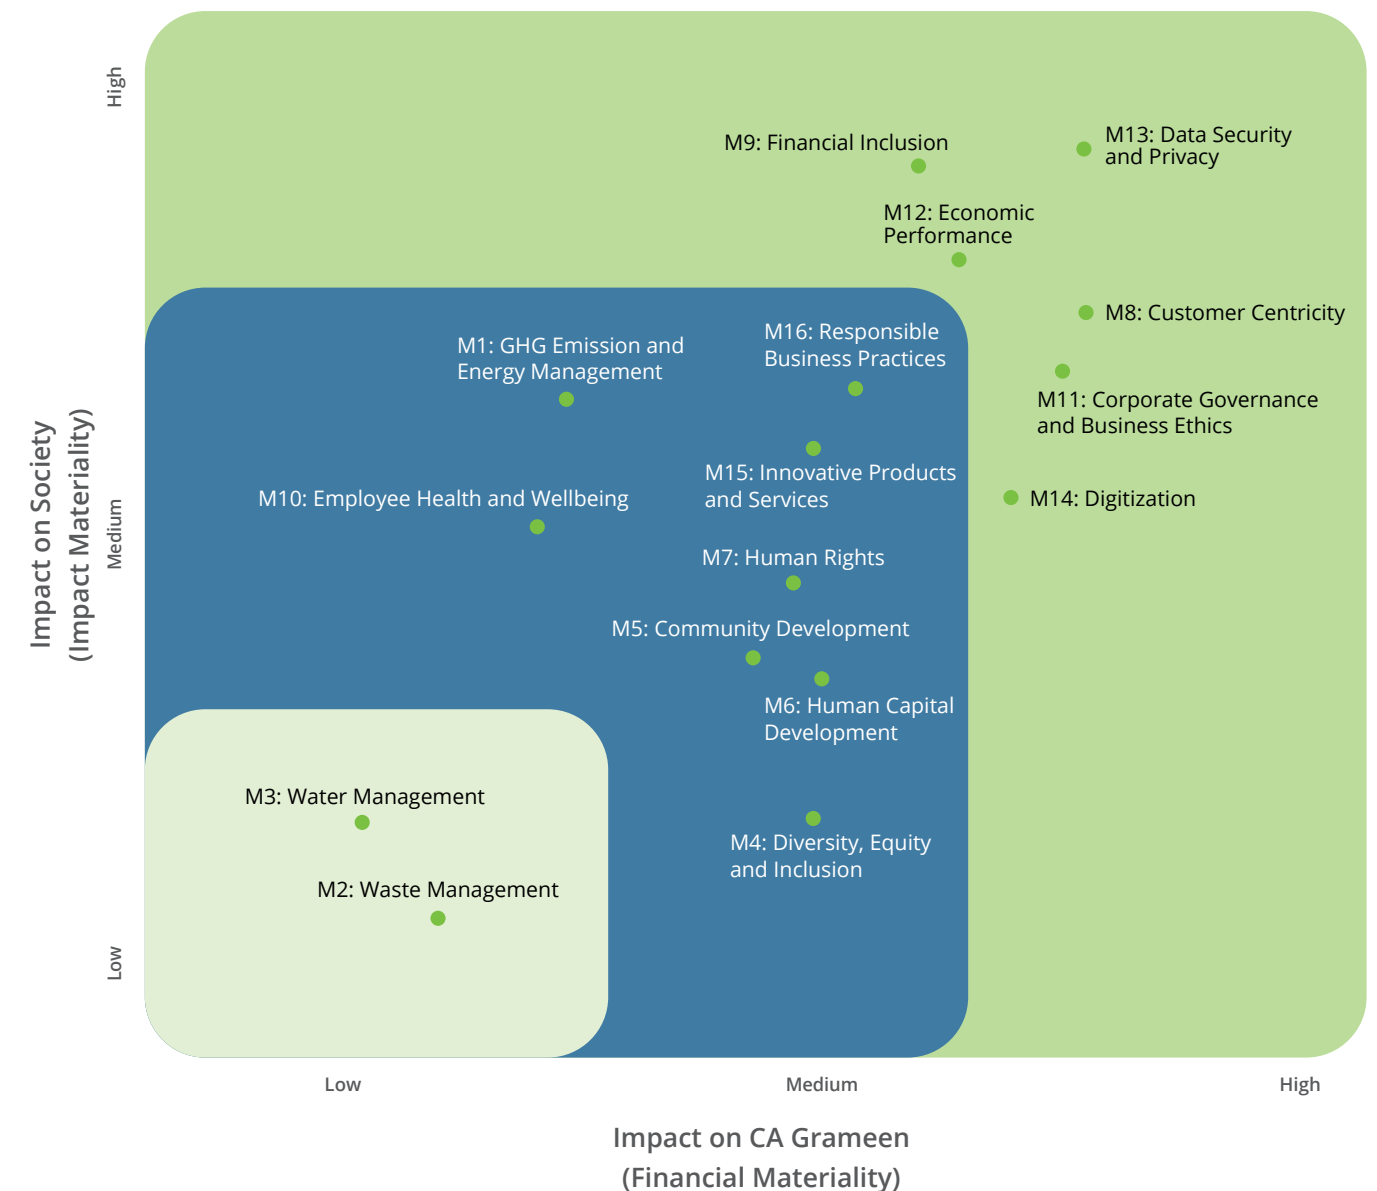 High
M9: Financial Inclusion
M13: Data Security
and Privacy
M12: Economic
Performance
M8: Customer Centricity
M16: Responsible
Business Practices
M1: GHG Emission and
Energy Management
M11: Corporate Governance
and Business Ethics
M15: Innovative Products
and Services
M10: Employee Health and Wellbeing
M14: Digitization
Impact on Society
(Impact Materiality)
Medium
M7: Human Rights
M5: Community Development
M6: Human Capital
Development
M3: Water Management
M4: Diversity, Equity
and Inclusion
M2: Waste Management
Low
Low
Medium
High
Impact on CA Grameen
(Financial Materiality)